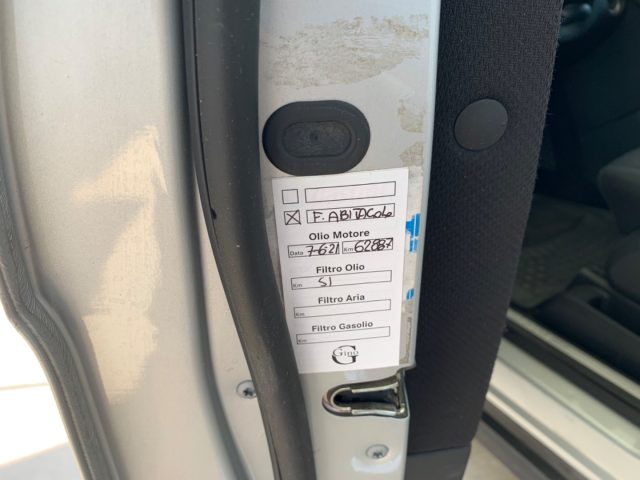 ☒ F. ABITACOLO
Olio Motore
Data 7-6-21 Km 62887
Filtro Olio
Km SI
Filtro Aria
Km
Filtro Gasolio
Km
G
Gino